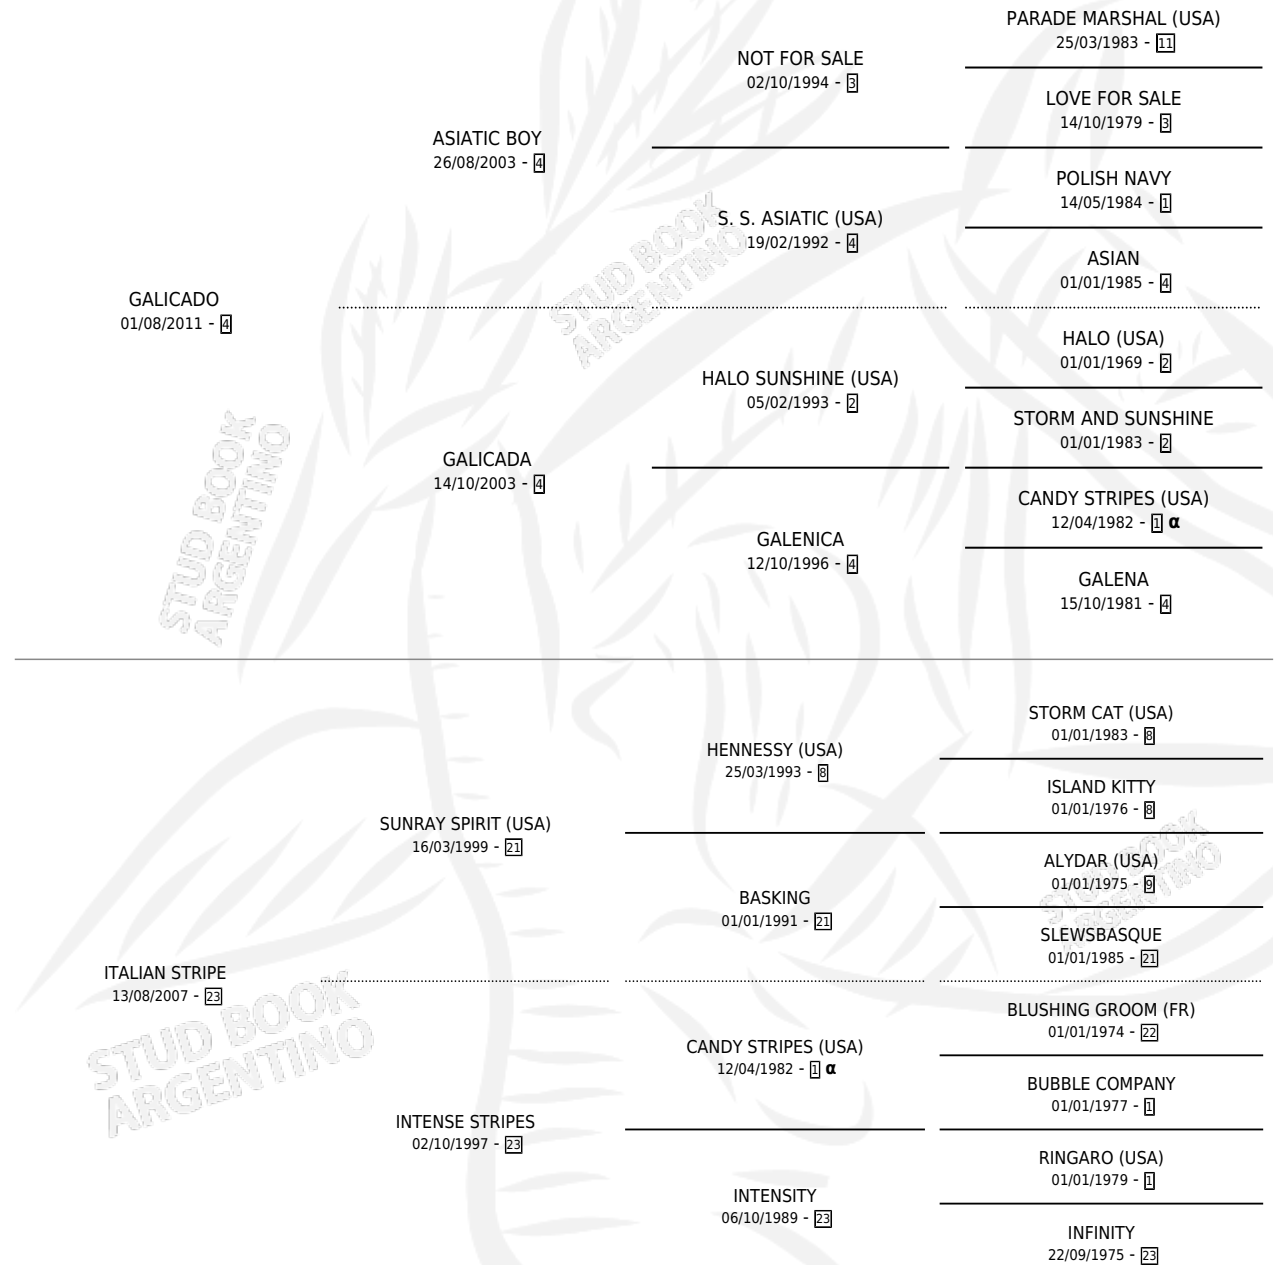 PARADE MARSHAL (USA)
25/03/1983 - 11
NOT FOR SALE
02/10/1994 - 3
LOVE FOR SALE
14/10/1979 - 3
ASIATIC BOY
26/08/2003 - 4
POLISH NAVY
14/05/1984 - 1
S. S. ASIATIC (USA)
19/02/1992 - 4
ASIAN
01/01/1985 - 4
GALICADO
01/08/2011 - 4
HALO (USA)
01/01/1969 - 2
HALO SUNSHINE (USA)
05/02/1993 - 2
STORM AND SUNSHINE
01/01/1983 - 2
GALICADA
14/10/2003 - 4
CANDY STRIPES (USA)
12/04/1982 - 1 α
GALENICA
12/10/1996 - 4
GALENA
15/10/1981 - 4
STORM CAT (USA)
01/01/1983 - 8
HENNESSY (USA)
25/03/1993 - 8
ISLAND KITTY
01/01/1976 - 8
SUNRAY SPIRIT (USA)
16/03/1999 - 21
ALYDAR (USA)
01/01/1975 - 9
BASKING
01/01/1991 - 21
SLEWSBASQUE
01/01/1985 - 21
ITALIAN STRIPE
13/08/2007 - 23
BLUSHING GROOM (FR)
01/01/1974 - 22
CANDY STRIPES (USA)
12/04/1982 - 1 α
BUBBLE COMPANY
01/01/1977 - 1
INTENSE STRIPES
02/10/1997 - 23
RINGARO (USA)
01/01/1979 - 1
INTENSITY
06/10/1989 - 23
INFINITY
22/09/1975 - 23
STUD BOOK
ARGENTINO
STUD BOOK
ARGENTINO
STUD BOOK
ARGENTINO
STUD BOOK
ARGENTINO